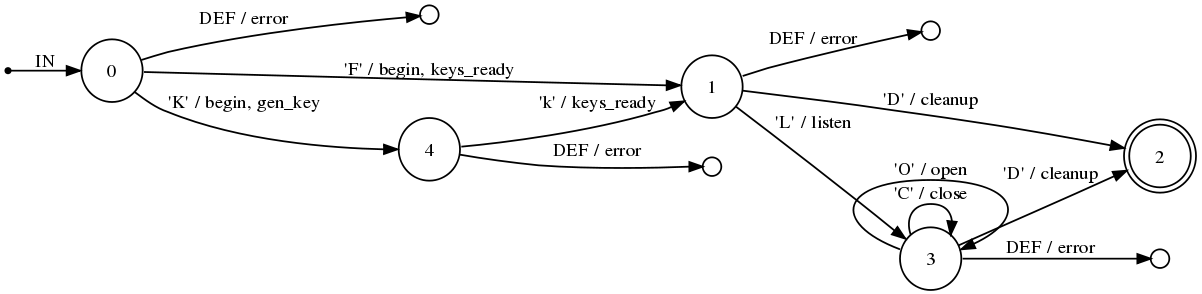 DEF / error
IN
0
'F' / begin, keys_ready
'K' / begin, gen_key
4
'k' / keys_ready
DEF / error
1
DEF / error
'D' / cleanup
'L' / listen
2
'O' / open
'C' / close
'D' / cleanup
3
DEF / error